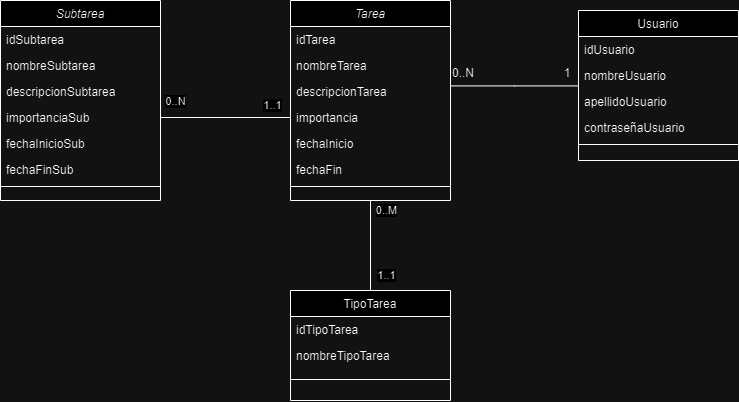 Subtarea
idSubtarea
nombreSubtarea
descripcionSubtarea
importanciaSub
fechaInicioSub
fechaFinSub
0..N
1..1
Tarea
idTarea
nombreTarea
descripcionTarea
importancia
fechaInicio
fechaFin
0..N
1
Usuario
idUsuario
nombreUsuario
apellidoUsuario
contraseñaUsuario
0..M
1..1
TipoTarea
idTipoTarea
nombreTipoTarea